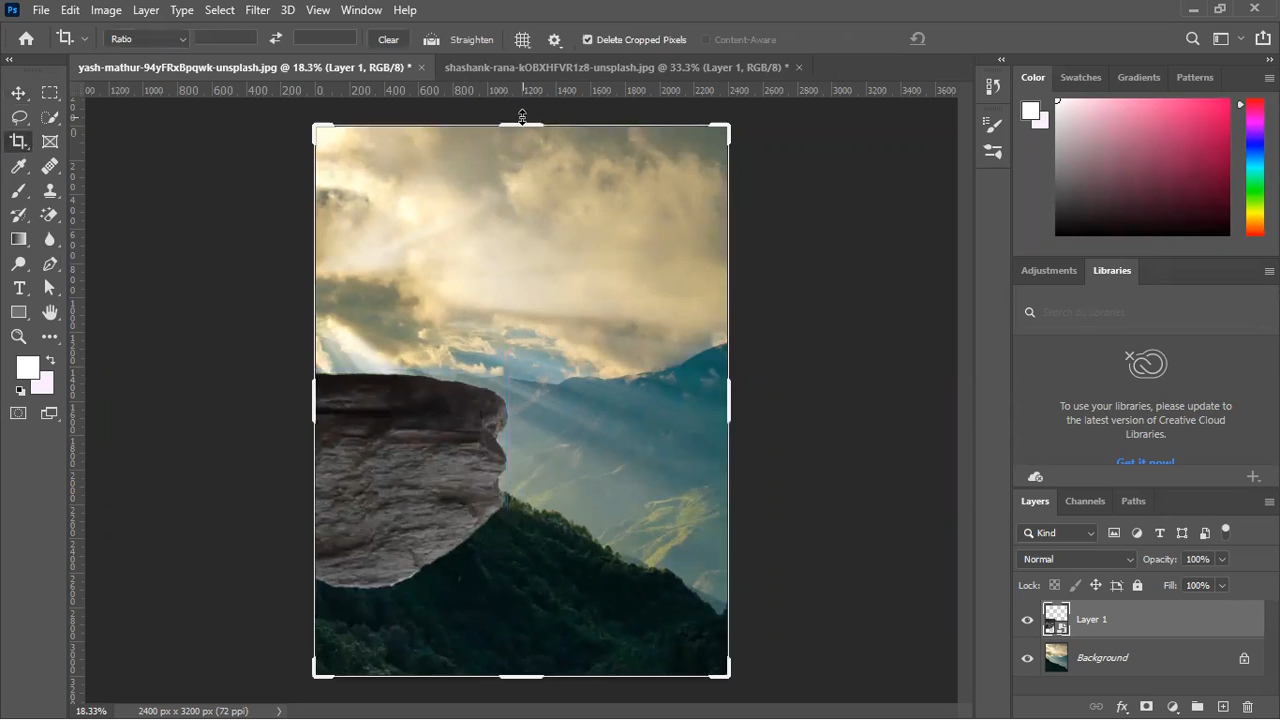 Ps File Edit Image Layer Type Select Filter 3D View Window Help
Ratio Clear Straighten Delete Cropped Pixels Content-Aware
yash-mathur-94yFRxBpqwk-unsplash.jpg @ 18.3% (Layer 1, RGB/8) * × shashank-rana-kOBXHFVR1z8-unsplash.jpg @ 33.3% (Layer 1, RGB/8) * ×
00 1200 1000 800 600 400 200 0 200 400 600 800 1000 1200 1400 1600 1800 2000 2200 2400 2600 2800 3000 3200 3400 3600
Color Swatches Gradients Patterns
Adjustments Libraries
Search all libraries
To use your libraries, please update to
the latest version of Creative Cloud
Libraries.
Get it now!
Layers Channels Paths
Kind
Normal Opacity: 100%
Lock: Fill: 100%
Layer 1
Background
18.33% 2400 px x 3200 px (72 ppi)